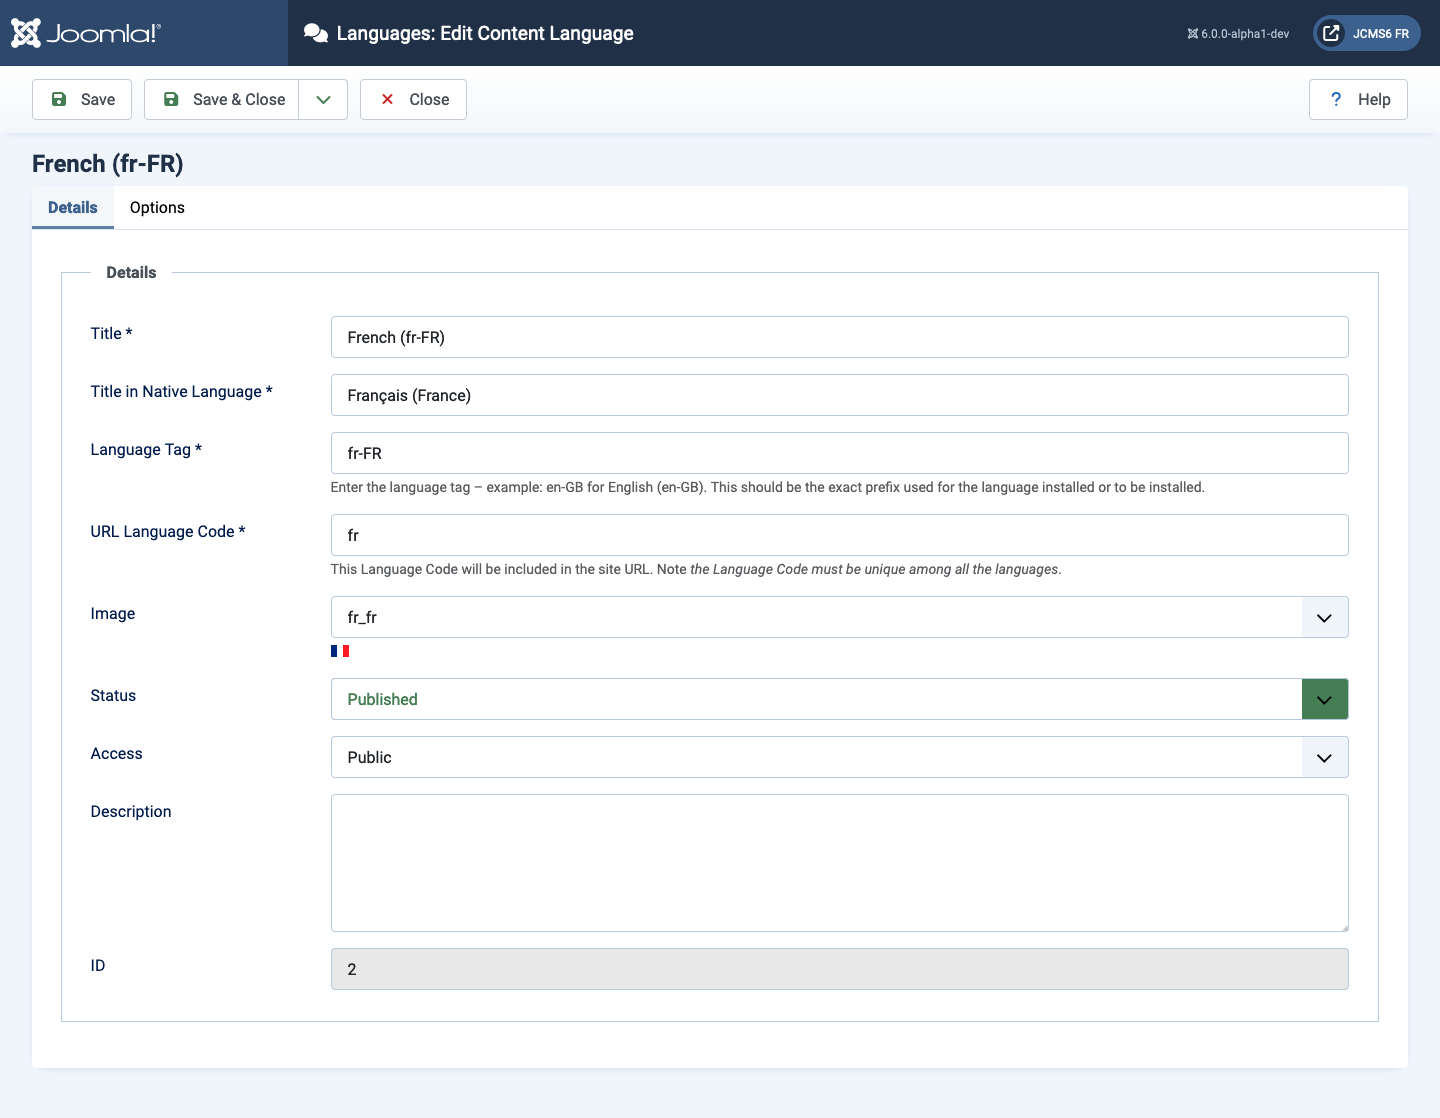 Joomla!®
Languages: Edit Content Language
6.0.0-alpha1-dev
JCMS6 FR
Save
Save & Close
Close
? Help
French (fr-FR)
Details
Options
Details
Title *
French (fr-FR)
Title in Native Language *
Français (France)
Language Tag *
fr-FR
Enter the language tag – example: en-GB for English (en-GB). This should be the exact prefix used for the language installed or to be installed.
URL Language Code *
fr
This Language Code will be included in the site URL. Note the Language Code must be unique among all the languages.
Image
fr_fr
Status
Published
Access
Public
Description
ID
2